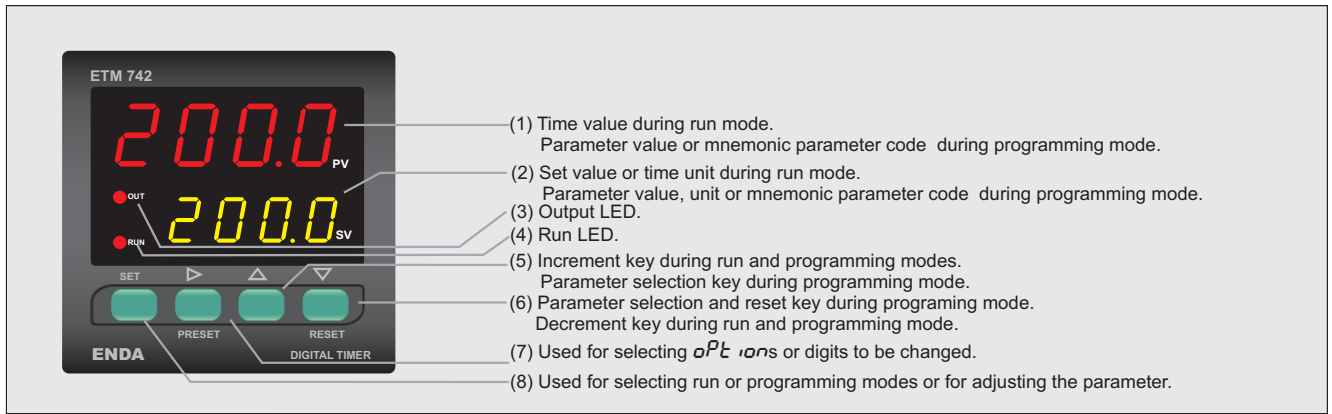 ETM 742
200.0
PV
OUT
200.0
SV
RUN
SET
PRESET
RESET
ENDA
DIGITAL TIMER
(1) Time value during run mode.
Parameter value or mnemonic parameter code during programming mode.
(2) Set value or time unit during run mode.
Parameter value, unit or mnemonic parameter code during programming mode.
(3) Output LED.
(4) Run LED.
(5) Increment key during run and programming modes.
Parameter selection key during programming mode.
(6) Parameter selection and reset key during programing mode.
Decrement key during run and programming mode.
(7) Used for selecting oPtions or digits to be changed.
(8) Used for selecting run or programming modes or for adjusting the parameter.